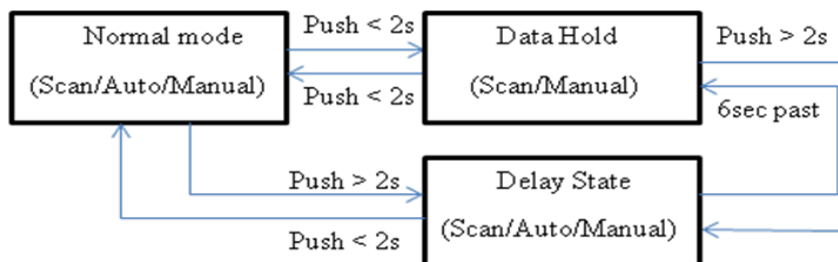 Normal mode
(Scan/Auto/Manual)
Push < 2s
Push < 2s
Data Hold
(Scan/Manual)
Push > 2s
6sec past
Push > 2s
Push < 2s
Delay State
(Scan/Auto/Manual)